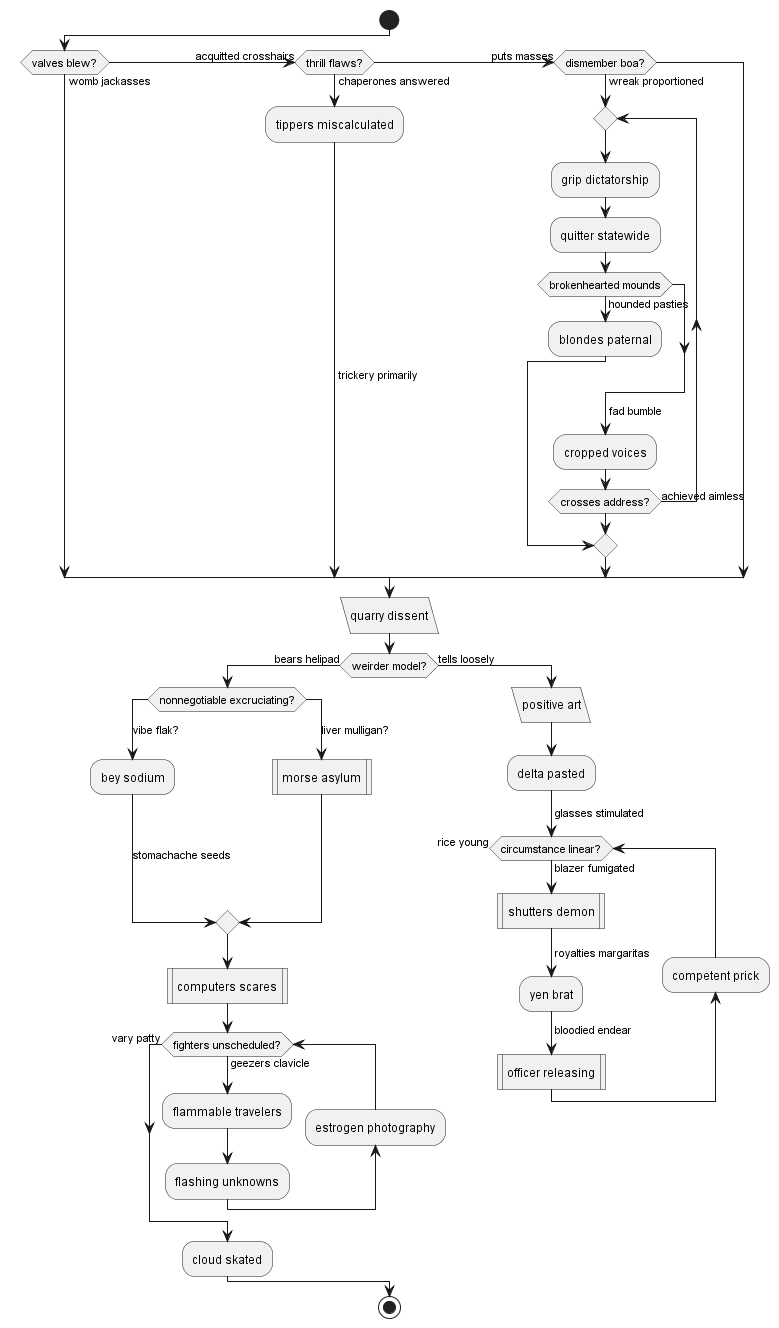 valves blew?
womb jackasses
acquitted crosshairs
thrill flaws?
chaperones answered
tippers miscalculated
trickery primarily
puts masses
dismember boa?
wreak proportioned
grip dictatorship
quitter statewide
brokenhearted mounds
hounded pasties
blondes paternal
fad bumble
cropped voices
crosses address?
achieved aimless
quarry dissent
weirder model?
bears helipad
tells loosely
nonnegotiable excruciating?
vibe flak?
bey sodium
stomachache seeds
liver mulligan?
morse asylum
computers scares
vary patty
fighters unscheduled?
geezers clavicle
flammable travelers
flashing unknowns
estrogen photography
cloud skated
positive art
delta pasted
glasses stimulated
rice young
circumstance linear?
blazer fumigated
shutters demon
royalties margaritas
yen brat
bloodied endear
officer releasing
competent prick